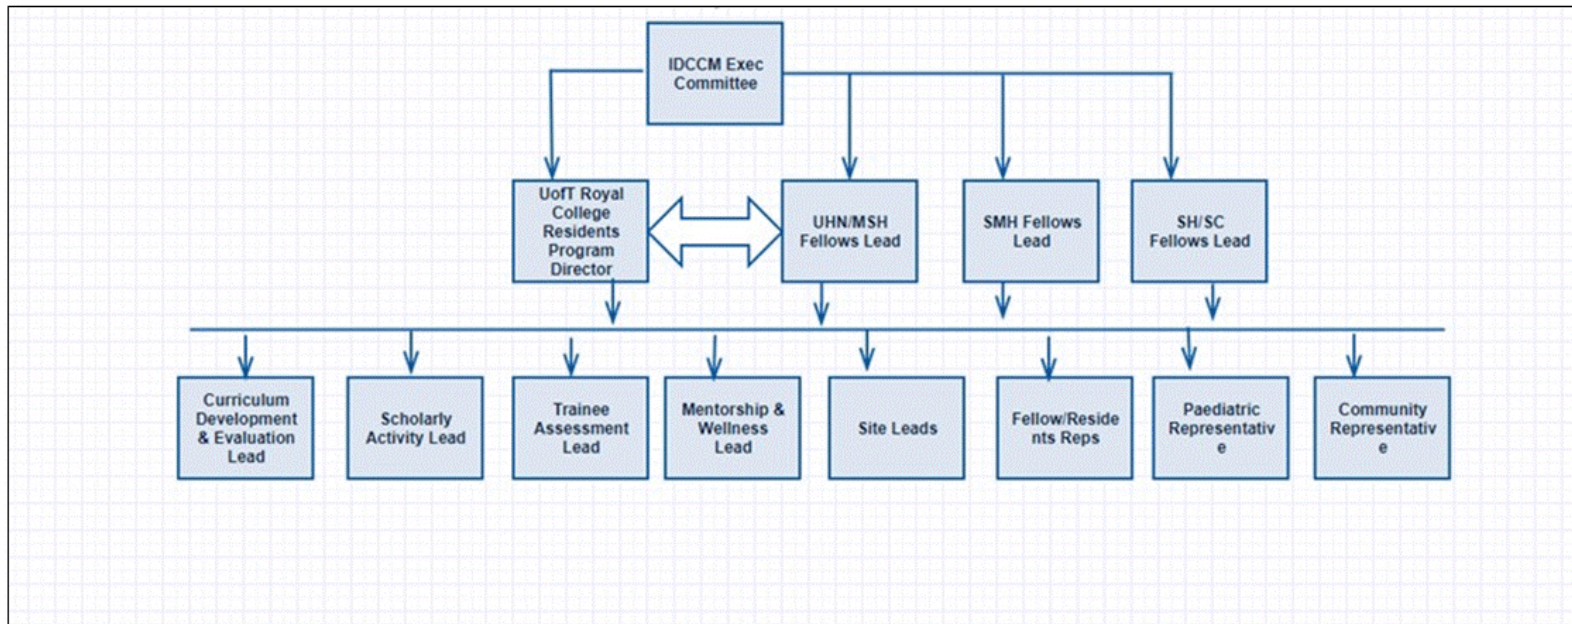 IDCCM Exec
Committee
UofT Royal
College
Residents
Program
Director
UHN/MSH
Fellows Lead
SMH Fellows
Lead
SH/SC
Fellows Lead
Curriculum
Development
& Evaluation
Lead
Scholarly
Activity Lead
Trainee
Assessment
Lead
Mentorship &
Wellness
Lead
Site Leads
Fellow/Reside
nts Reps
Paediatric
Representativ
e
Community
Representativ
e